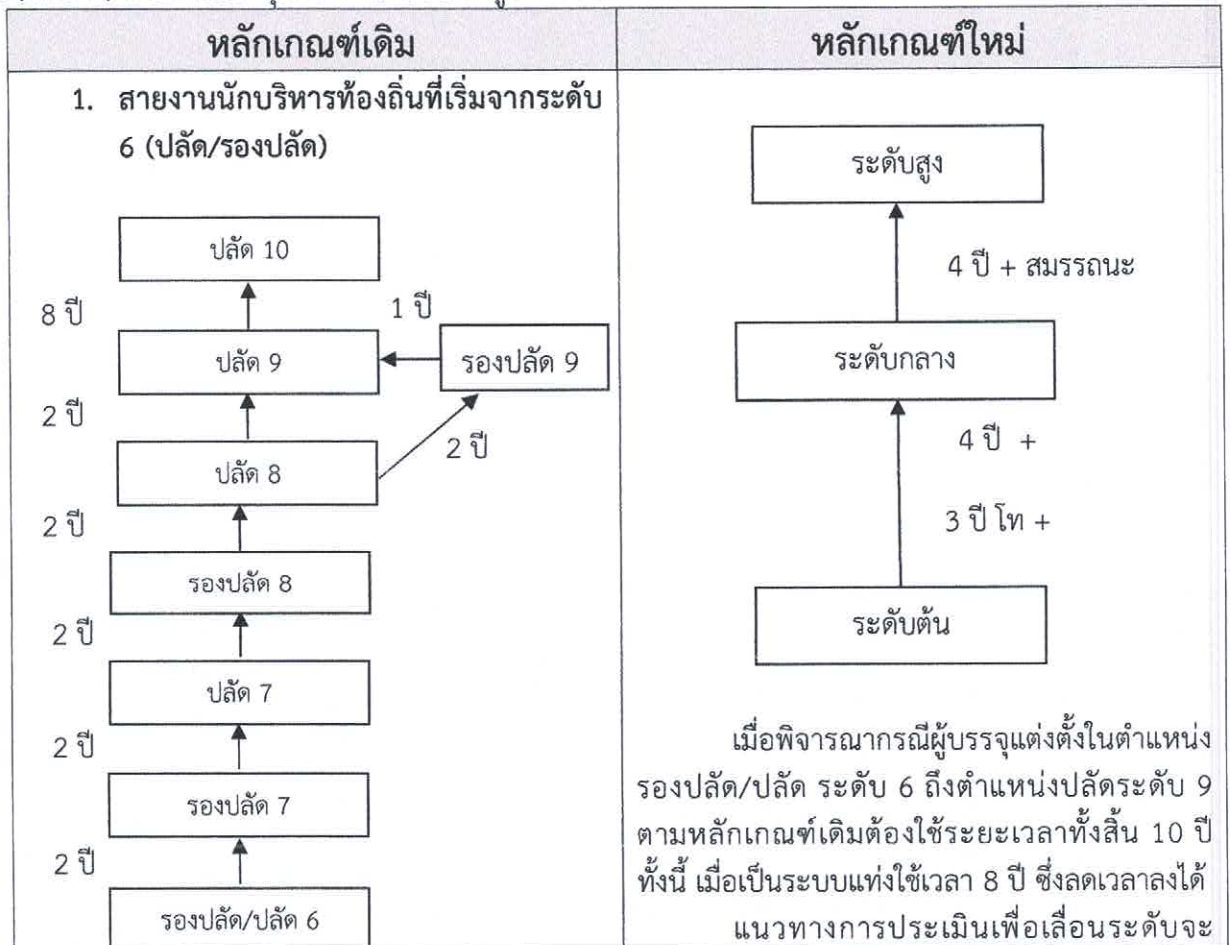 หลักเกณฑ์เดิม
หลักเกณฑ์ใหม่
1. สายงานนักบริหารท้องถิ่นที่เริ่มจากระดับ
6 (ปลัด/รองปลัด)
ปลัด 10
8 ปี
1 ปี
ปลัด 9
รองปลัด 9
2 ปี
2 ปี
ปลัด 8
2 ปี
รองปลัด 8
2 ปี
ปลัด 7
2 ปี
รองปลัด 7
2 ปี
รองปลัด/ปลัด 6
ระดับสูง
4 ปี + สมรรถนะ
ระดับกลาง
4 ปี +
3 ปี โท +
ระดับต้น
เมื่อพิจารณากรณีผู้บรรจุแต่งตั้งในตำแหน่ง
รองปลัด/ปลัด ระดับ 6 ถึงตำแหน่งปลัดระดับ 9
ตามหลักเกณฑ์เดิมต้องใช้ระยะเวลาทั้งสิ้น 10 ปี
ทั้งนี้ เมื่อเป็นระบบแท่งใช้เวลา 8 ปี ซึ่งลดเวลาลงได้
แนวทางการประเมินเพื่อเลื่อนระดับจะ